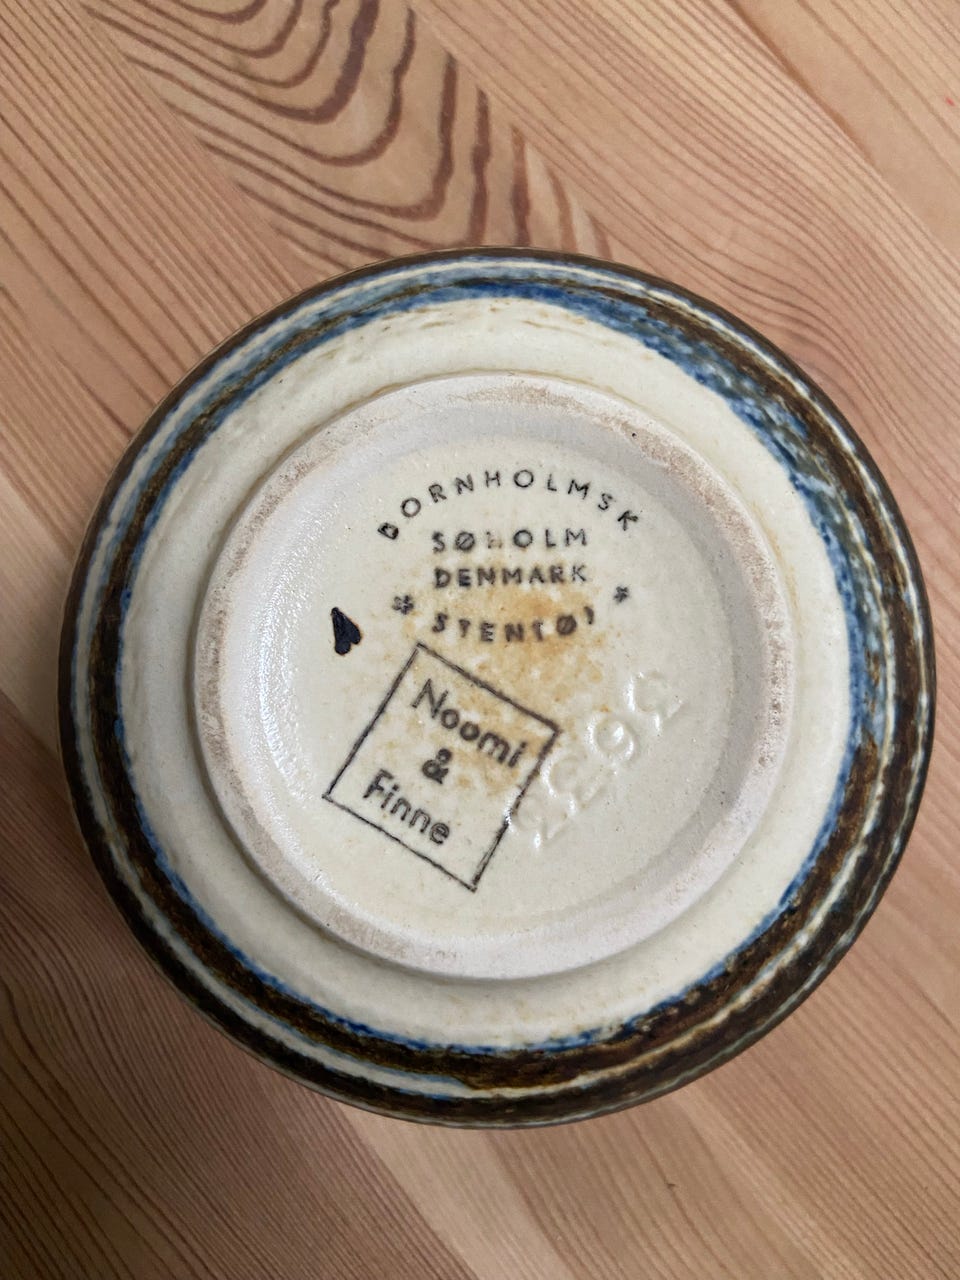 BORNHOLMSK
SØHOLM
DENMARK
* STENTØJ *
Noomi
&
Finne